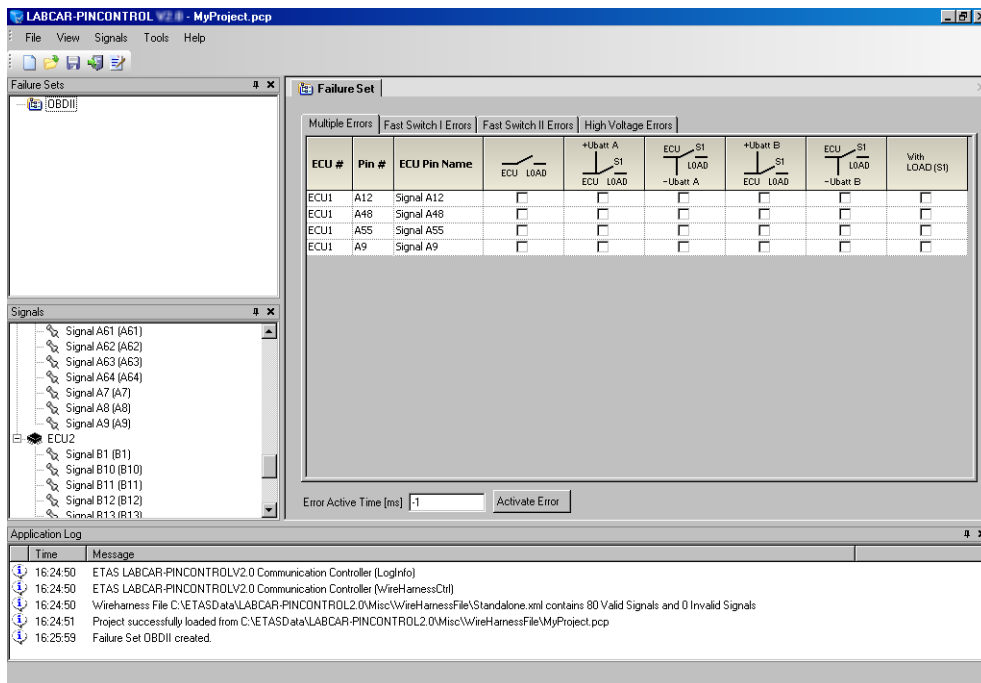 LABCAR-PINCONTROL V2.0 - MyProject.pcp
File View Signals Tools Help
Failure Sets
OBDII
Signals
Signal A61 (A61)
Signal A62 (A62)
Signal A63 (A63)
Signal A64 (A64)
Signal A7 (A7)
Signal A8 (A8)
Signal A9 (A9)
ECU2
Signal B1 (B1)
Signal B10 (B10)
Signal B11 (B11)
Signal B12 (B12)
Signal B13 (B13)
Failure Set
Multiple Errors Fast Switch I Errors Fast Switch II Errors High Voltage Errors
ECU # Pin # ECU Pin Name
ECU LOAD
+Ubatt A
S1
ECU LOAD
ECU S1
LOAD
-Ubatt A
+Ubatt B
S1
ECU LOAD
ECU S1
LOAD
-Ubatt B
With
LOAD (S1)
ECU1 A12 Signal A12
ECU1 A48 Signal A48
ECU1 A55 Signal A55
ECU1 A9 Signal A9
Error Active Time [ms] -1 Activate Error
Application Log
Time Message
16:24:50 ETAS LABCAR-PINCONTROLV2.0 Communication Controller (LogInfo)
16:24:50 ETAS LABCAR-PINCONTROLV2.0 Communication Controller (WireHarnessCtrl)
16:24:50 Wireharness File C:\ETASData\LABCAR-PINCONTROL2.0\Misc\WireHarnessFile\Standalone.xml contains 80 Valid Signals and 0 Invalid Signals
16:24:51 Project successfully loaded from C:\ETASData\LABCAR-PINCONTROL2.0\Misc\WireHarnessFile\MyProject.pcp
16:25:59 Failure Set OBDII created.